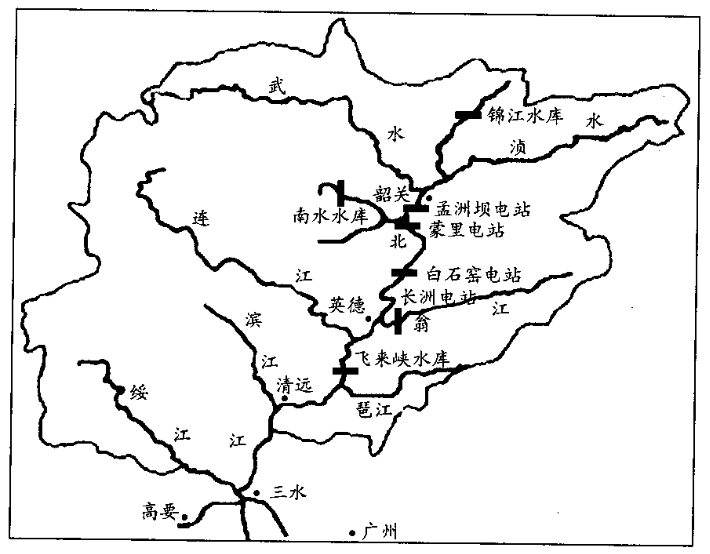 武水
锦江水库
浈水
韶关
孟洲坝电站
南水水库
蒙里电站
北江
连江
白石窑电站
长洲电站
英德
翁江
滨江
飞来峡水库
清远
琶江
绥江
三水
高要
广州